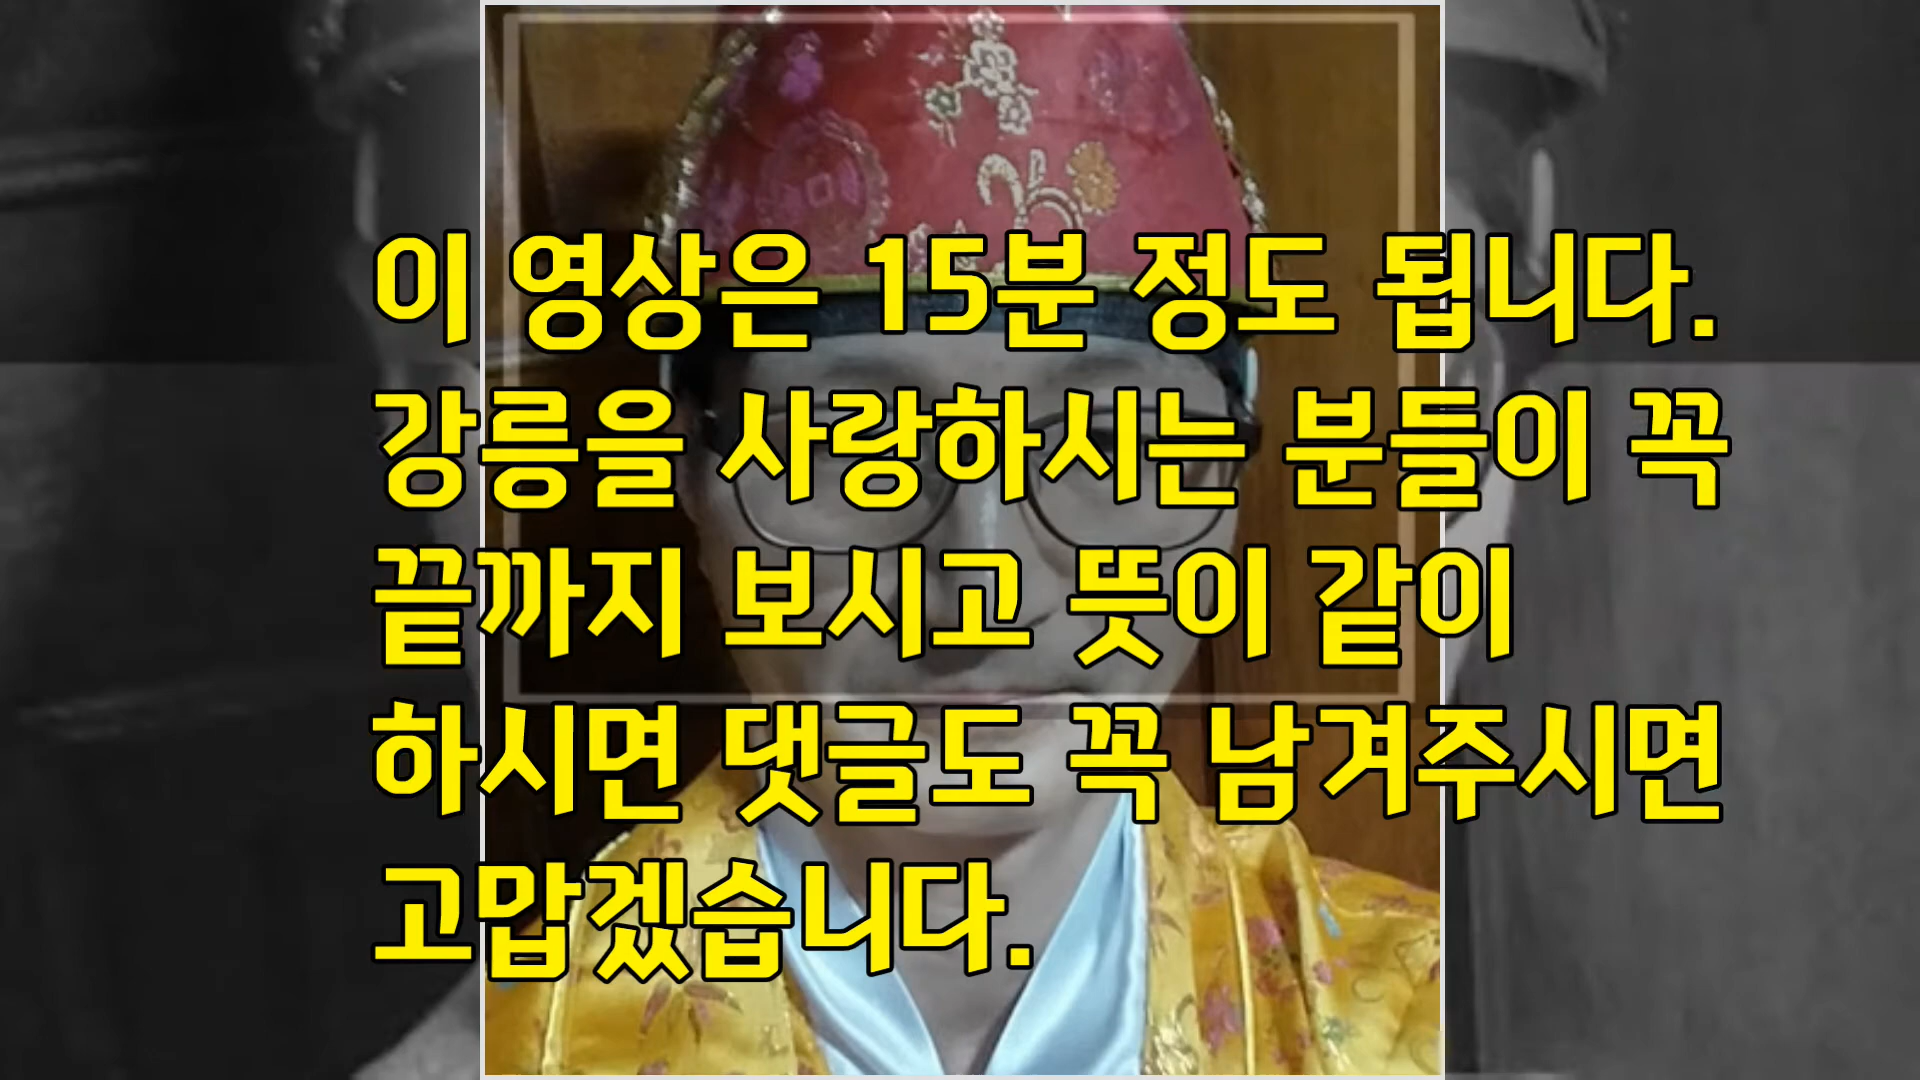 이 영상은 15분 정도 됩니다.
강릉을 사랑하시는 분들이 꼭
끝까지 보시고 뜻이 같이
하시면 댓글도 꼭 남겨주시면
고맙겠습니다.